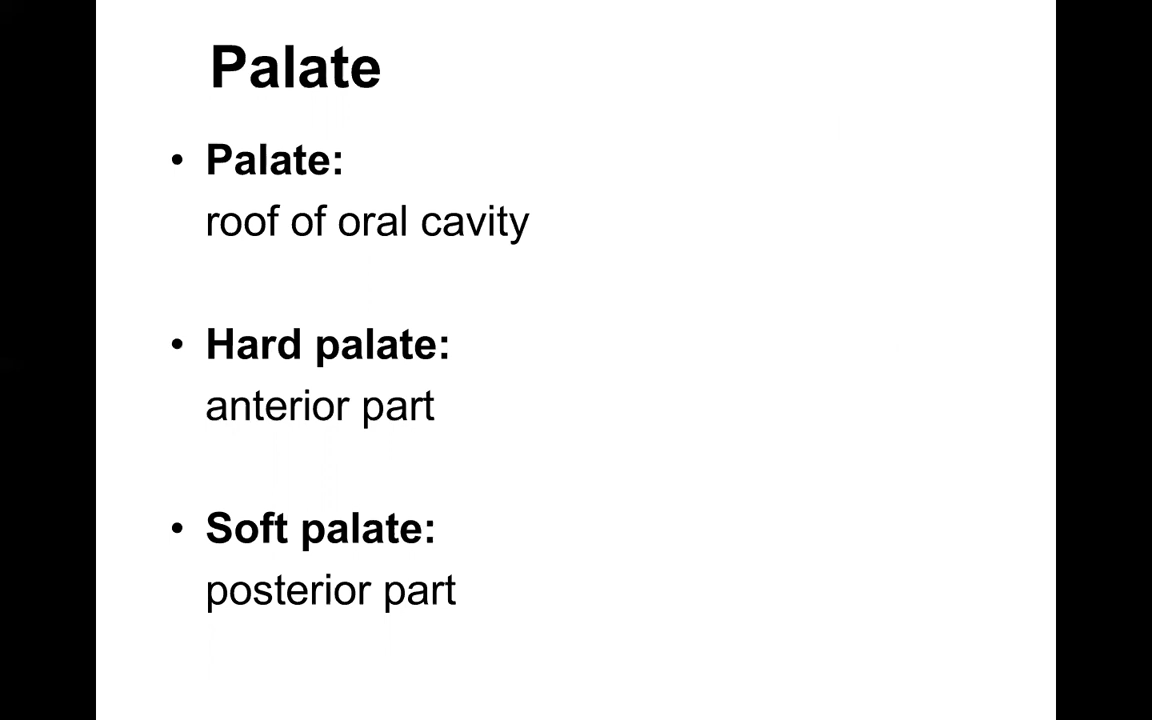 Palate
• Palate:
roof of oral cavity
• Hard palate:
anterior part
• Soft palate:
posterior part